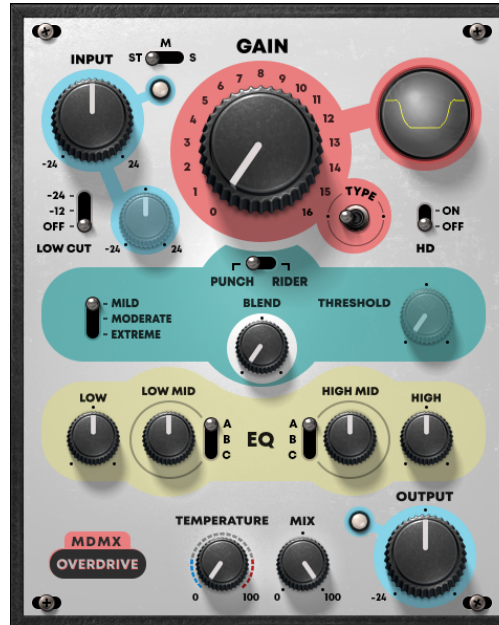 M
ST S
INPUT
GAIN
-24 24
0 1 2 3 4 5 6 7 8 9 10 11 12 13 14 15 16
TYPE
-24
-12
OFF
LOW CUT
-24 24
ON
OFF
HD
PUNCH RIDER
MILD
MODERATE
EXTREME
BLEND
THRESHOLD
LOW
LOW MID
A
B
C
EQ
A
B
C
HIGH MID
HIGH
TEMPERATURE
0 100
MIX
0 100
OUTPUT
-24
MDMX
OVERDRIVE